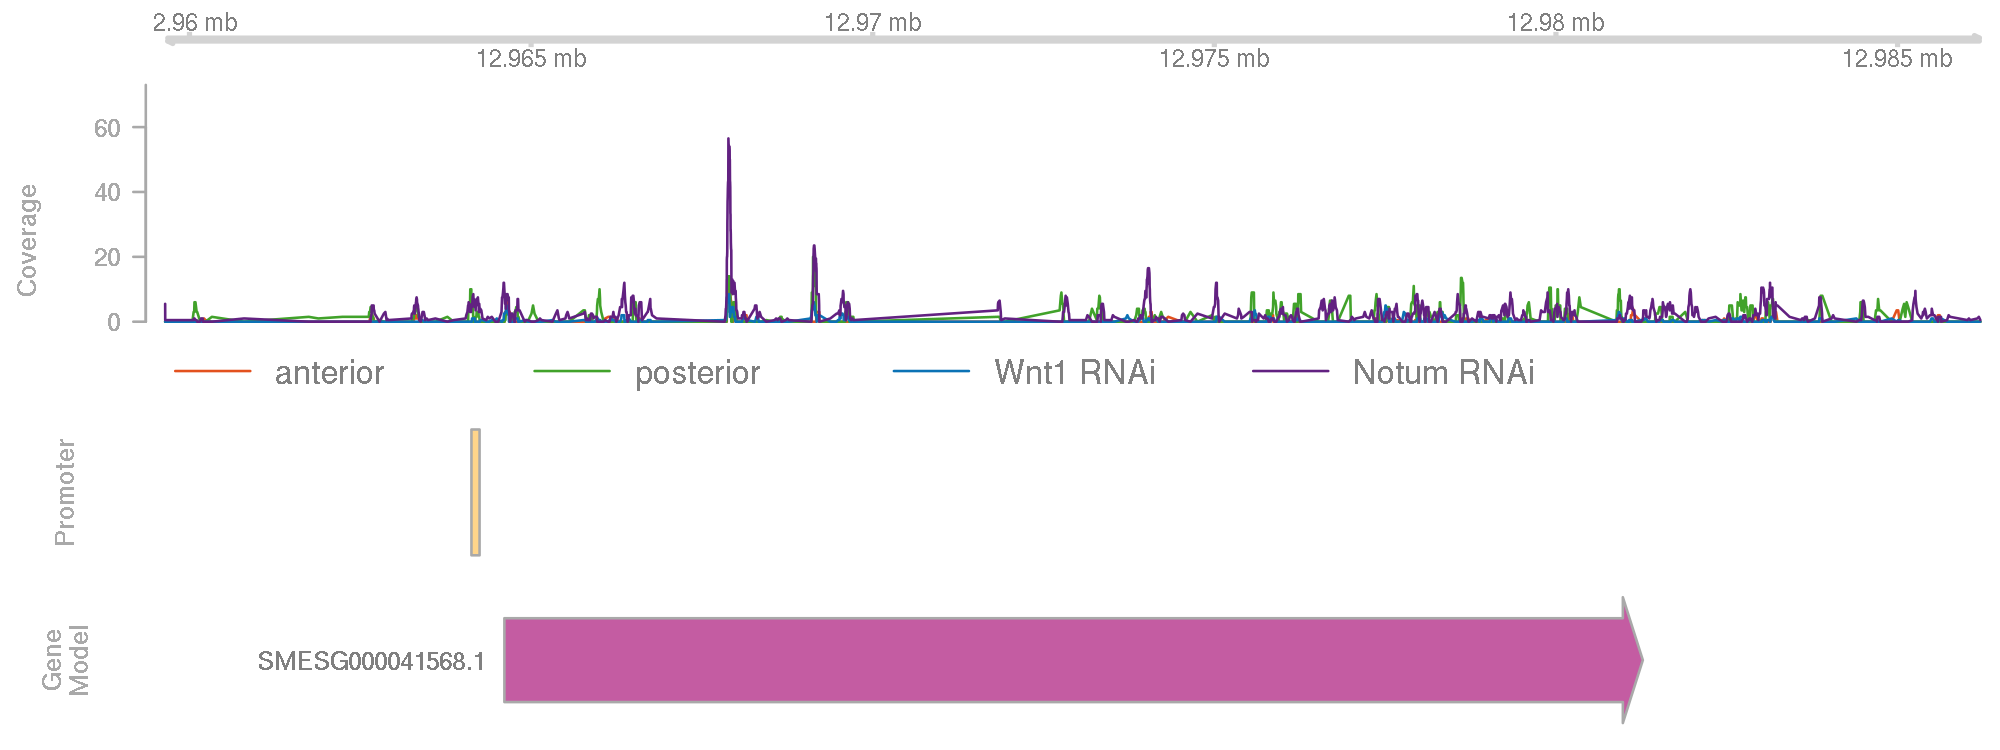 2.96 mb 12.97 mb 12.98 mb
12.965 mb 12.975 mb 12.985 mb
Coverage
60
40
20
0
anterior posterior Wnt1 RNAi Notum RNAi
Promoter
Gene
Model
SMESG000041568.1